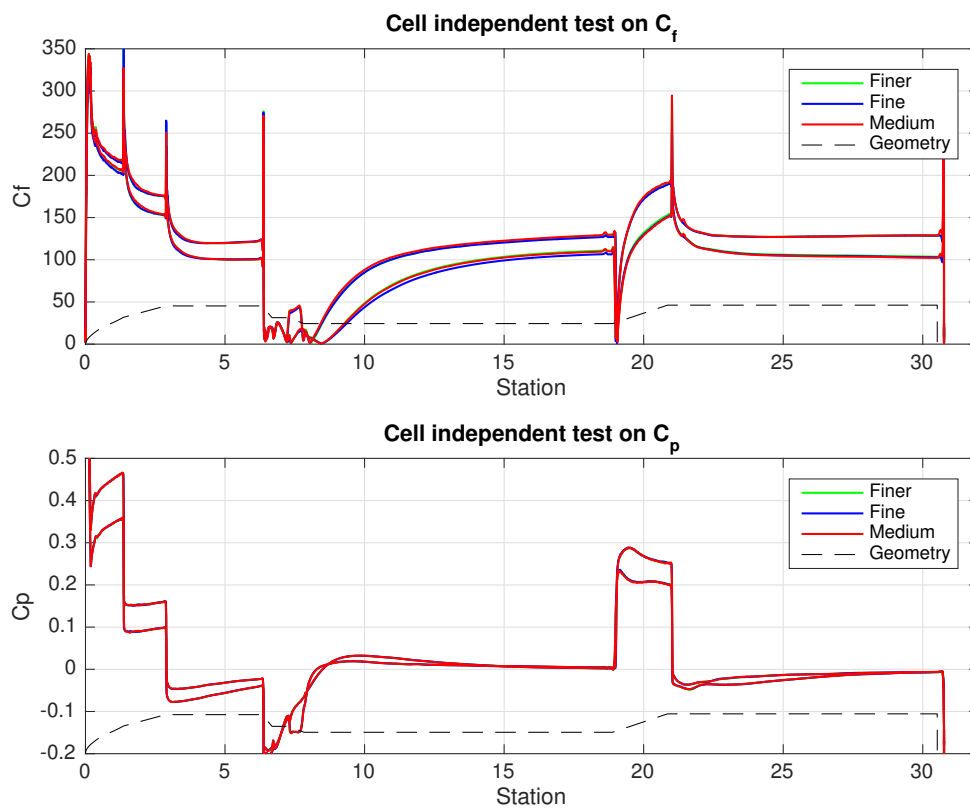 Cell independent test on C_f
350
300
250
200
150
100
50
0
Cf
Finer
Fine
Medium
Geometry
0 5 10 15 20 25 30
Station
Cell independent test on C_p
0.5
0.4
0.3
0.2
0.1
0
-0.1
-0.2
Cp
Finer
Fine
Medium
Geometry
0 5 10 15 20 25 30
Station